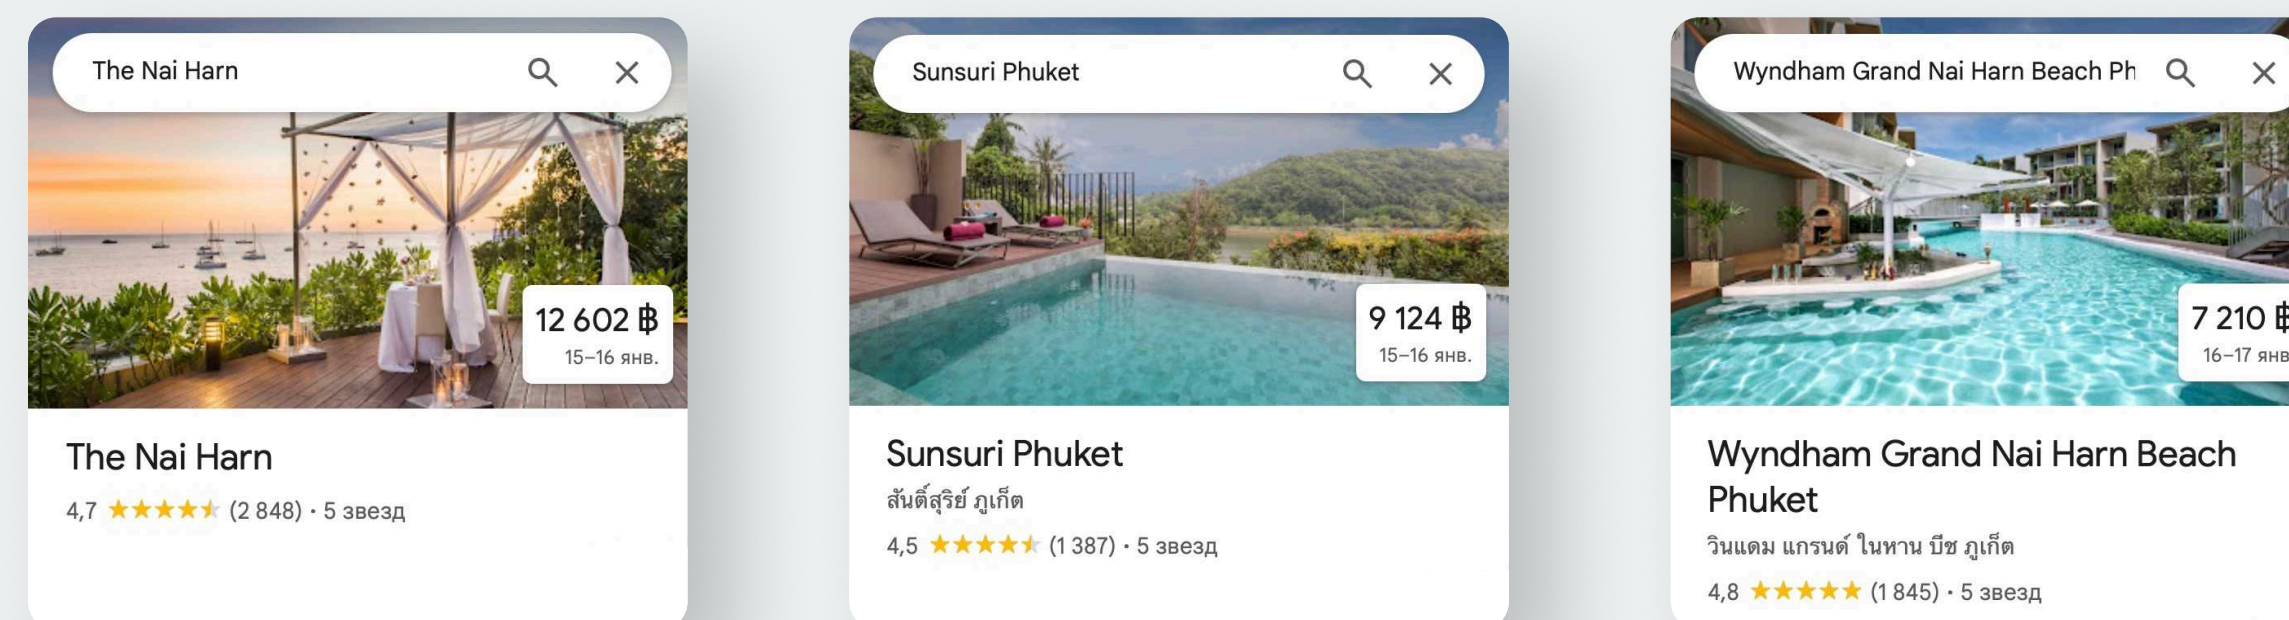 The Nai Harn
12 602 ฿
15–16 янв.
The Nai Harn
4,7 (2 848) · 5 звезд
Sunsuri Phuket
9 124 ฿
15–16 янв.
Sunsuri Phuket
สันติ์สุริย์ ภูเก็ต
4,5 (1 387) · 5 звезд
Wyndham Grand Nai Harn Beach Ph
7 210 ฿
16–17 янв
Wyndham Grand Nai Harn Beach
Phuket
วินแดม แกรนด์ ในหาน บีช ภูเก็ต
4,8 (1 845) · 5 звезд